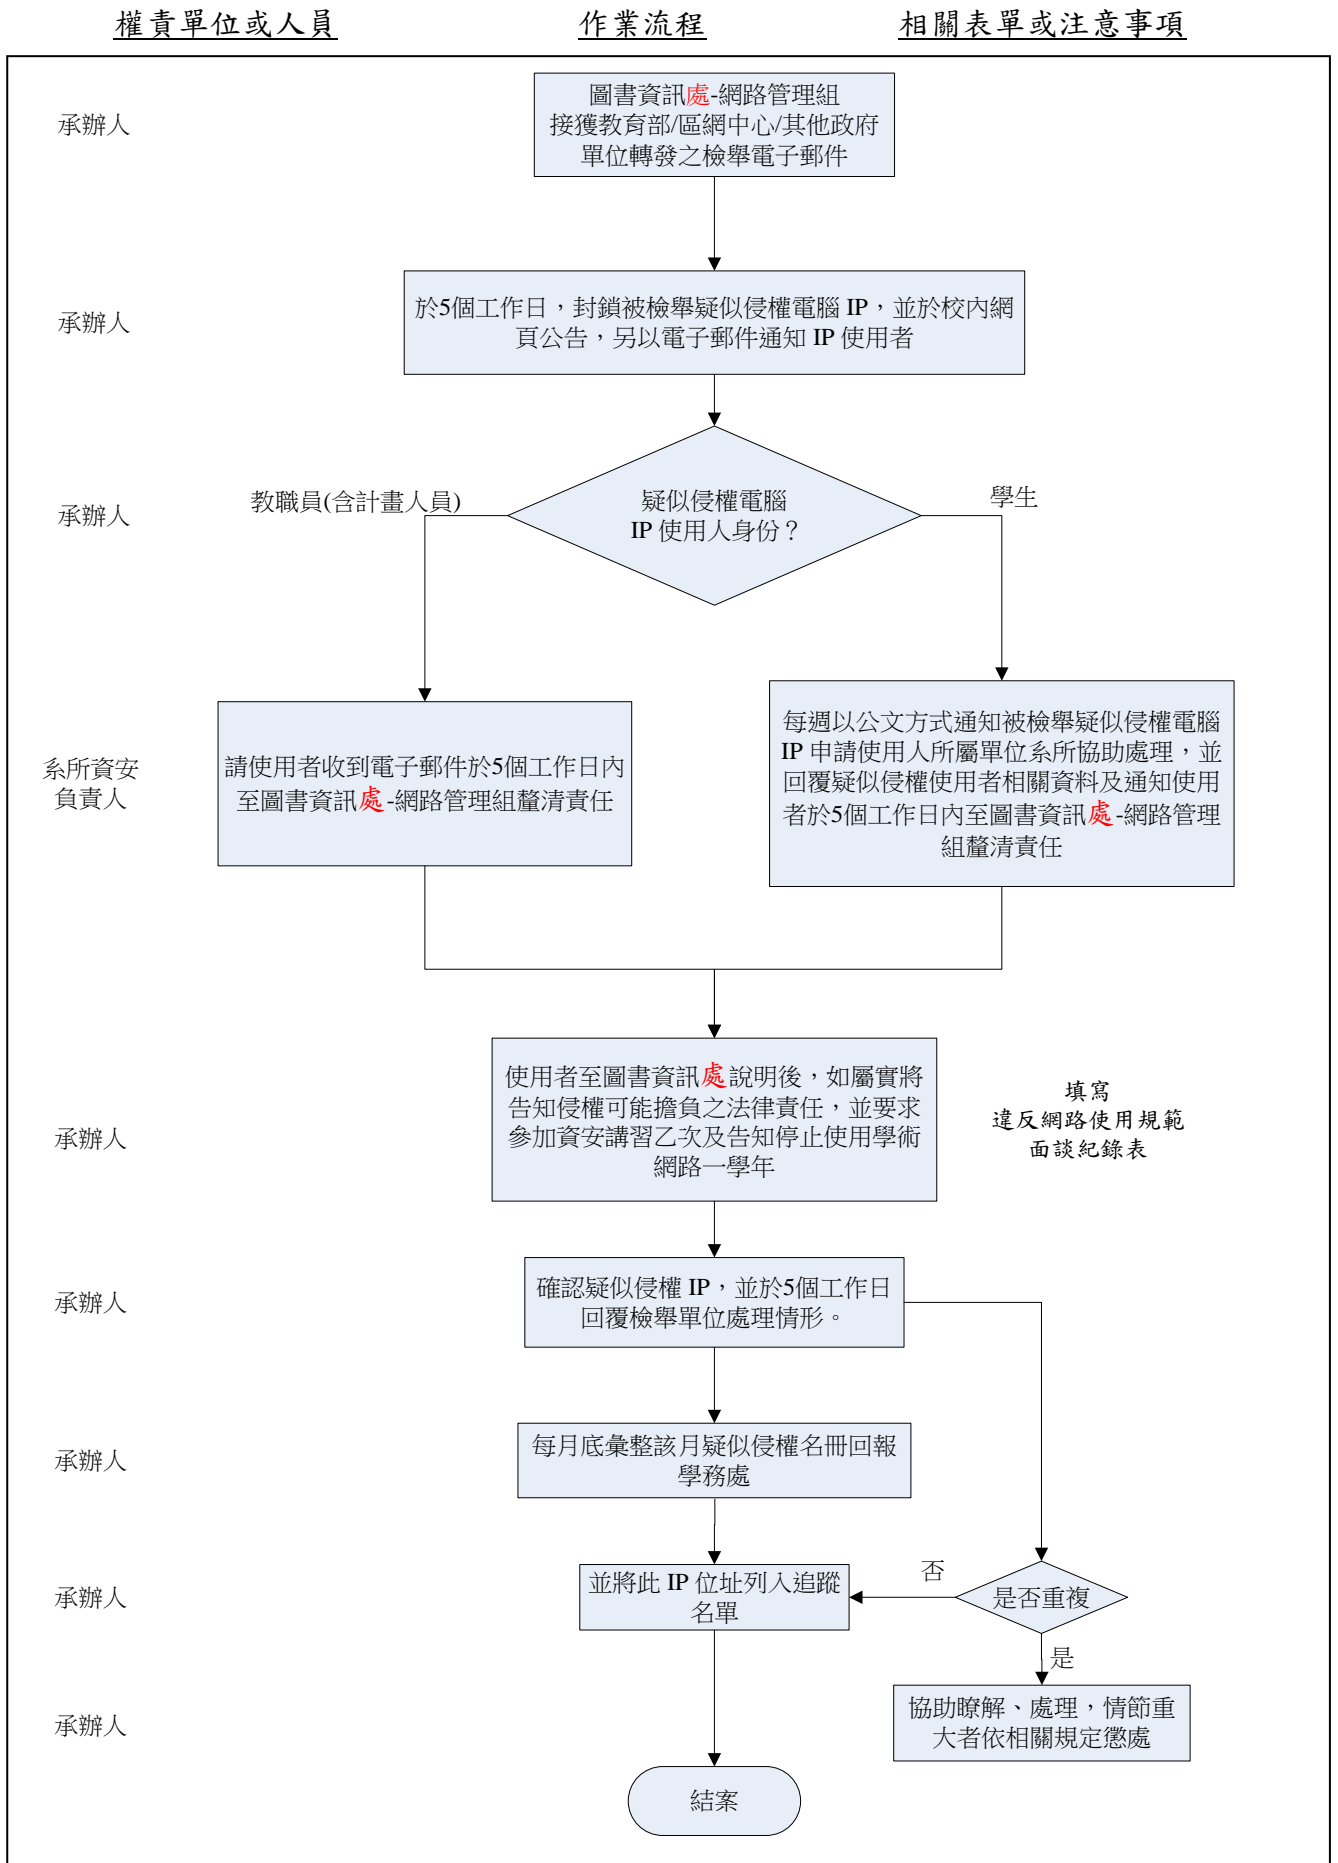 權責單位或人員
作業流程
相關表單或注意事項
承辦人
圖書資訊處-網路管理組
接獲教育部/區網中心/其他政府
單位轉發之檢舉電子郵件
承辦人
於5個工作日，封鎖被檢舉疑似侵權電腦 IP，並於校內網
頁公告，另以電子郵件通知 IP 使用者
承辦人
教職員(含計畫人員)
疑似侵權電腦
IP 使用人身份？
學生
系所資安
負責人
請使用者收到電子郵件於5個工作日內
至圖書資訊處-網路管理組釐清責任
每週以公文方式通知被檢舉疑似侵權電腦
IP 申請使用人所屬單位系所協助處理，並
回覆疑似侵權使用者相關資料及通知使用
者於5個工作日內至圖書資訊處-網路管理
組釐清責任
承辦人
使用者至圖書資訊處說明後，如屬實將
告知侵權可能擔負之法律責任，並要求
參加資安講習乙次及告知停止使用學術
網路一學年
填寫
違反網路使用規範
面談紀錄表
承辦人
確認疑似侵權 IP，並於5個工作日
回覆檢舉單位處理情形。
承辦人
每月底彙整該月疑似侵權名冊回報
學務處
承辦人
並將此 IP 位址列入追蹤
名單
否
是否重複
是
承辦人
協助瞭解、處理，情節重
大者依相關規定懲處
結案